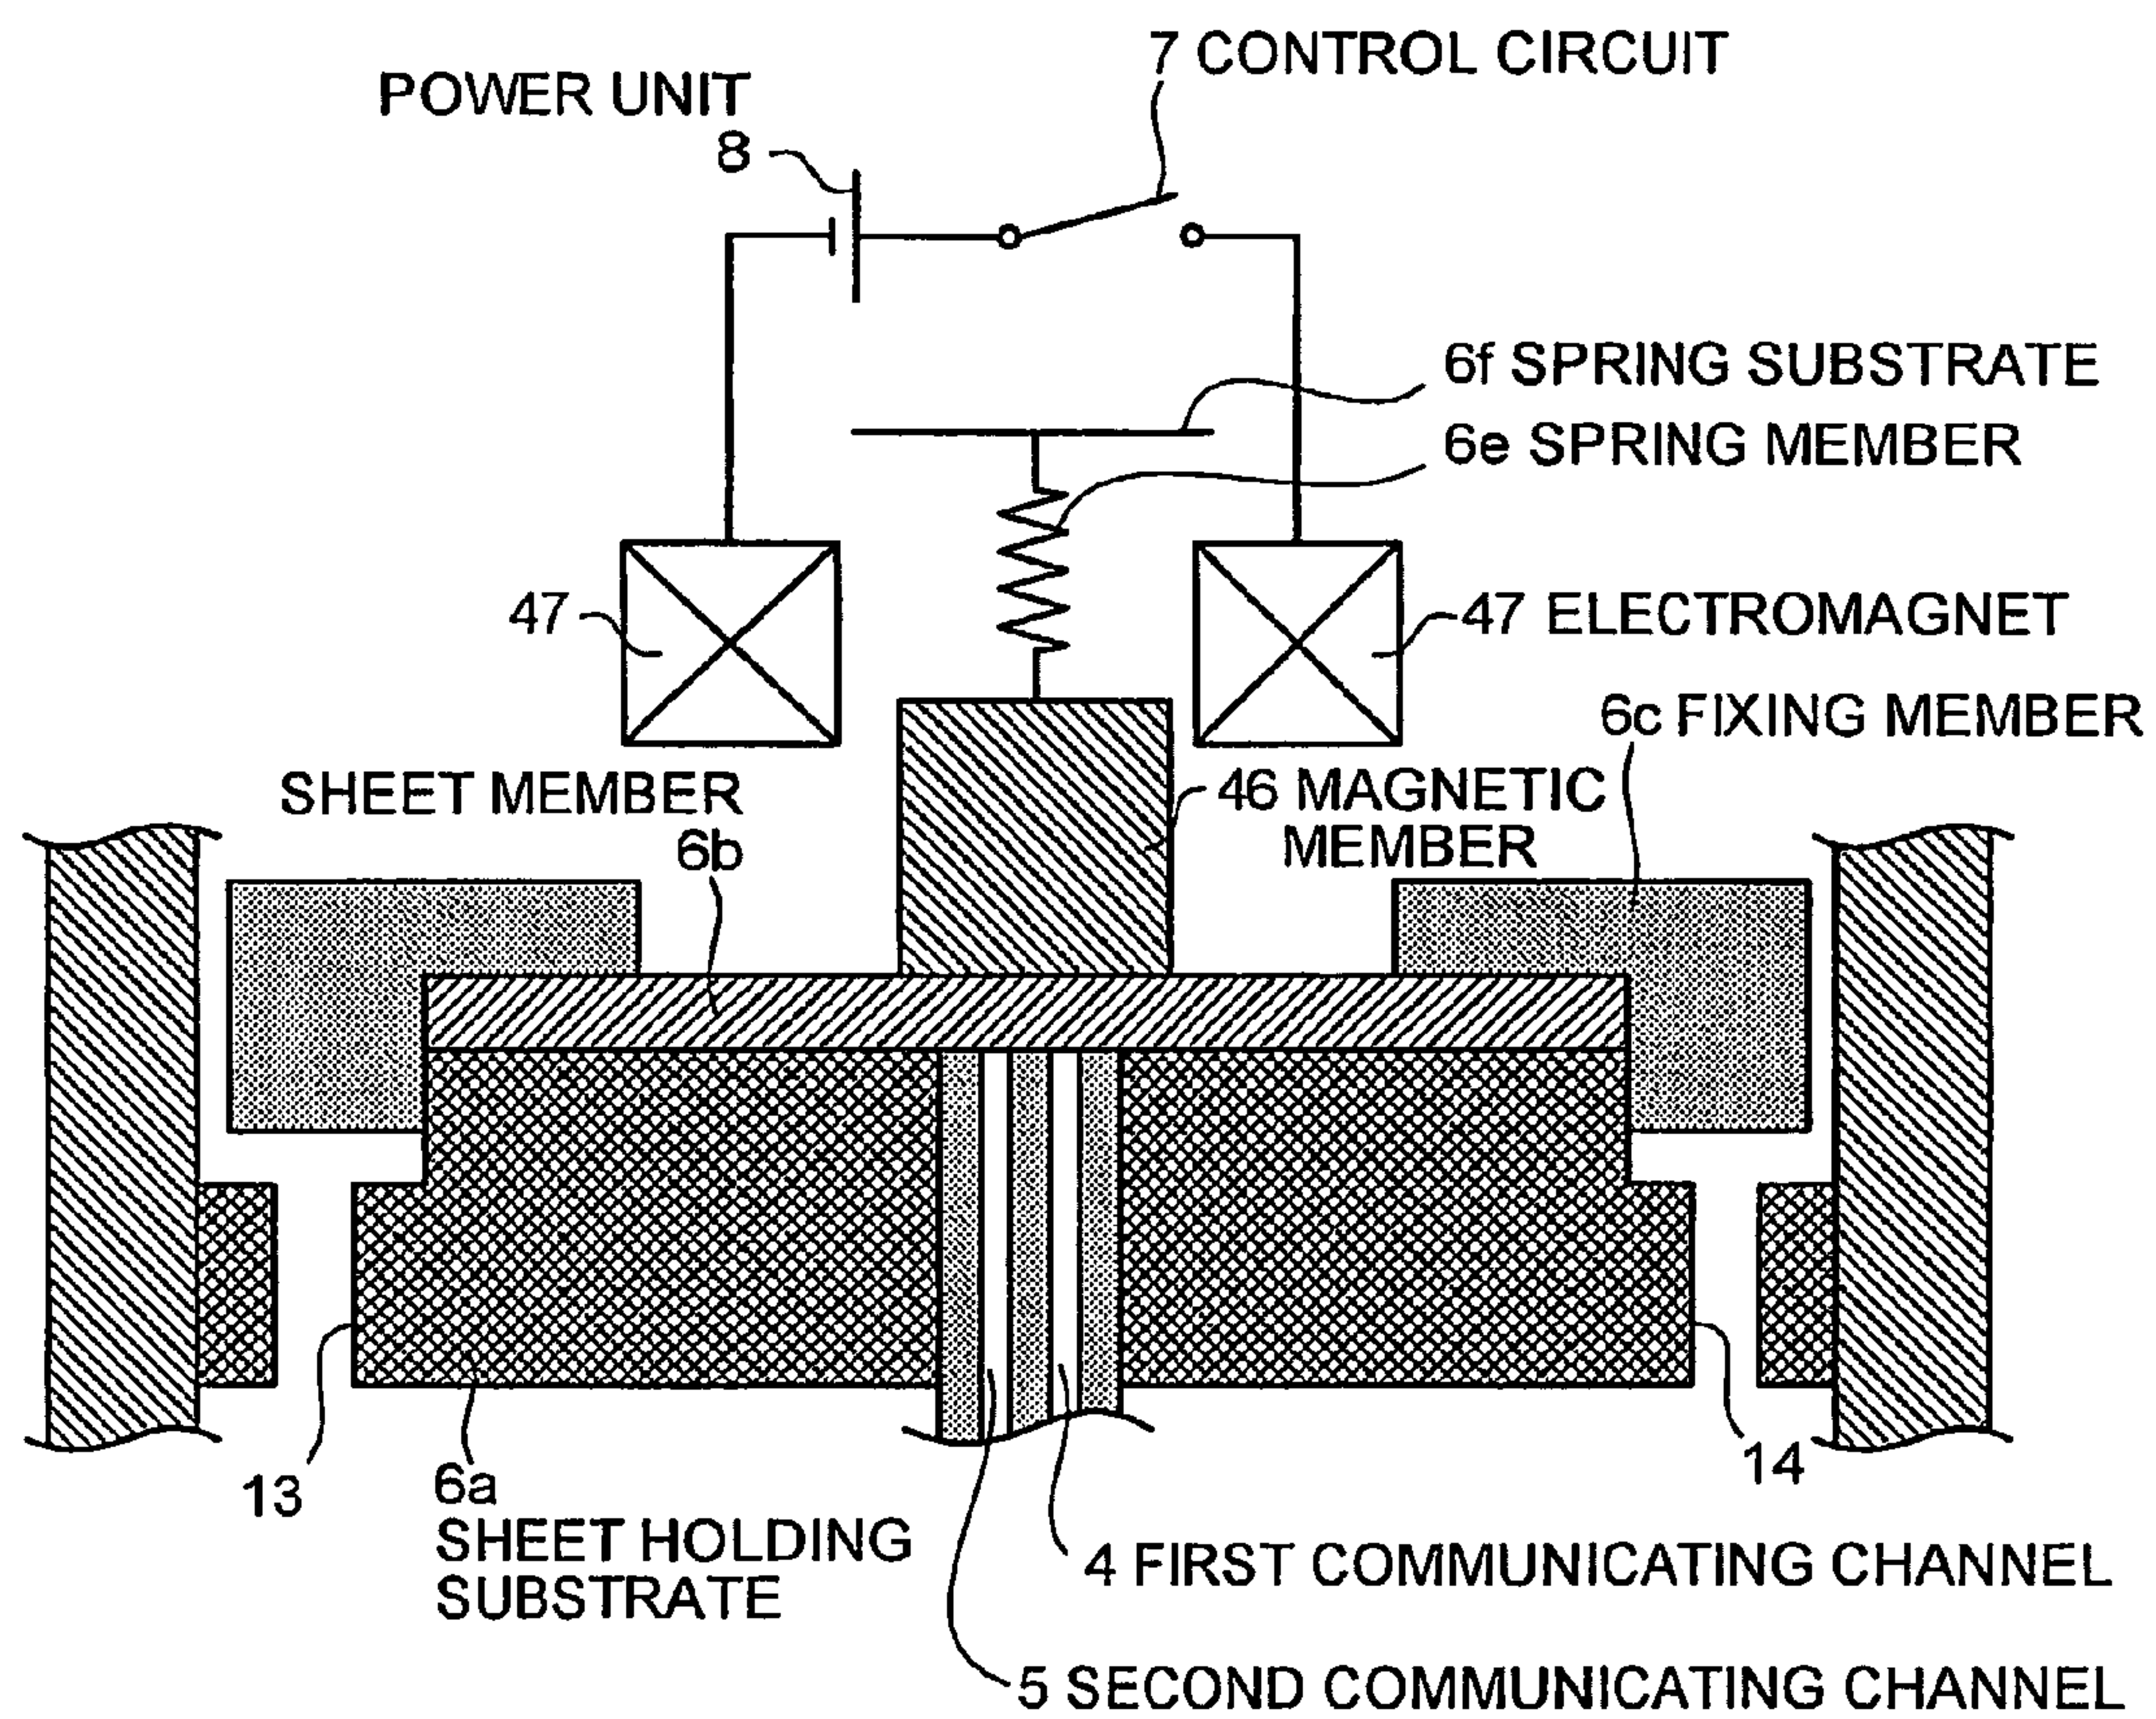 7 CONTROL CIRCUIT
POWER UNIT
8
6f SPRING SUBSTRATE
6e SPRING MEMBER
47
47 ELECTROMAGNET
6c FIXING MEMBER
SHEET MEMBER
6b
46 MAGNETIC
MEMBER
13
6a
SHEET HOLDING
SUBSTRATE
14
4 FIRST COMMUNICATING CHANNEL
5 SECOND COMMUNICATING CHANNEL